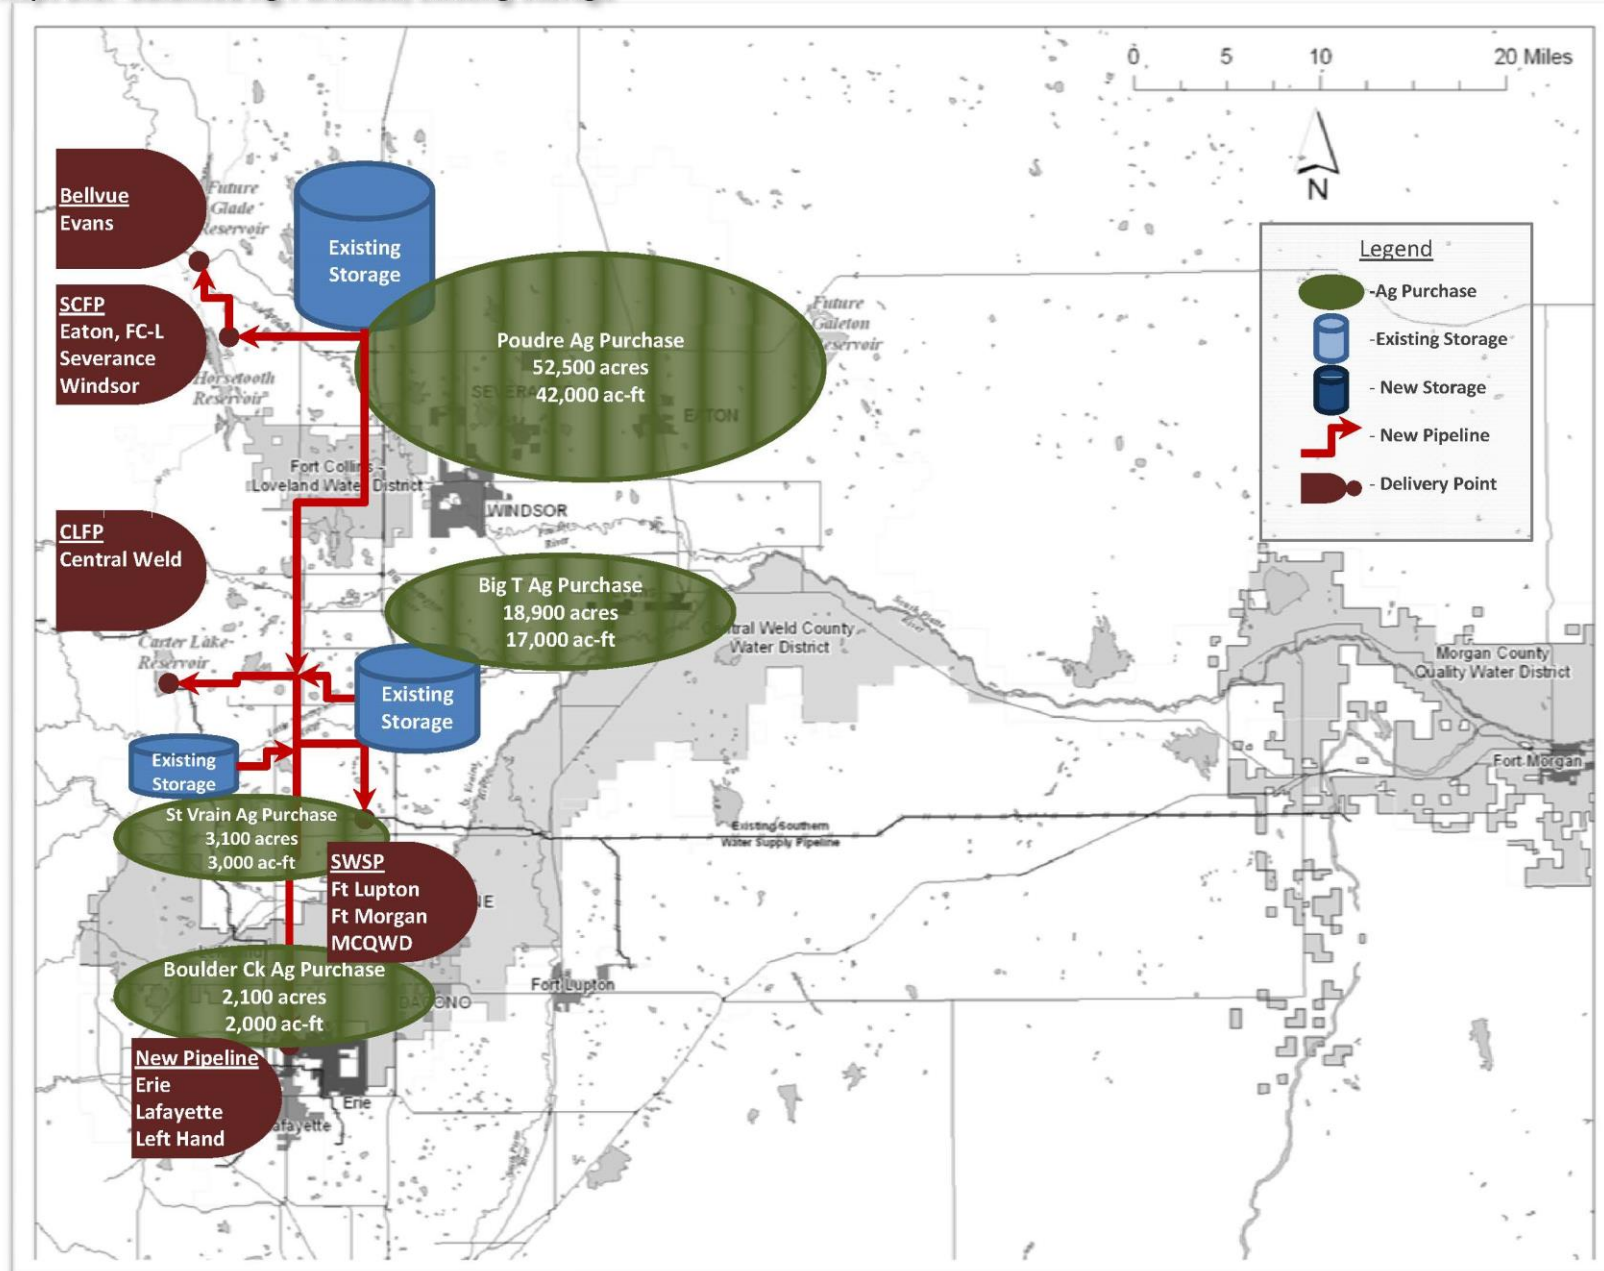 0 5 10 20 Miles
N
Legend
-Ag Purchase
-Existing Storage
- New Storage
- New Pipeline
- Delivery Point
Bellvue
Evans
Future
Glade
Reservoir
Existing
Storage
SCFP
Eaton, FC-L
Severance
Windsor
Horsetooth
Reservoir
Poudre Ag Purchase
52,500 acres
42,000 ac-ft
EATON
Future
Galeton
Reservoir
Fort Collins -
Loveland Water District
WINDSOR
CLFP
Central Weld
Big T Ag Purchase
18,900 acres
17,000 ac-ft
Central Weld County
Water District
South Platte
River
Carter Lake
Reservoir
Existing
Storage
Morgan County
Quality Water District
Fort Morgan
Existing
Storage
St Vrain Ag Purchase
3,100 acres
3,000 ac-ft
Existing Southern
Water Supply Pipeline
SWSP
Ft Lupton
Ft Morgan
MCQWD
NE
Boulder Ck Ag Purchase
2,100 acres
2,000 ac-ft
DACONO
Fort Lupton
New Pipeline
Erie
Lafayette
Left Hand
Erie
afayette